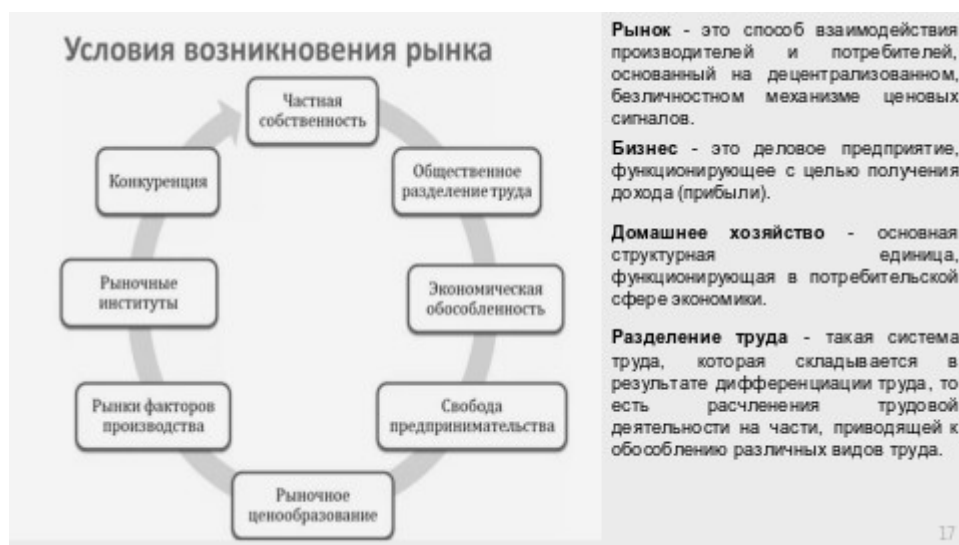 Условия возникновения рынка
Частная
собственность
Общественное
разделение труда
Экономическая
обособленность
Свобода
предпринимательства
Рыночное
ценообразование
Рынки факторов
производства
Рыночные
институты
Конкуренция
Рынок - это способ взаимодействия
производителей и потребителей,
основанный на децентрализованном,
безличностном механизме ценовых
сигналов.
Бизнес - это деловое предприятие,
функционирующее с целью получения
дохода (прибыли).
Домашнее хозяйство - основная
структурная единица,
функционирующая в потребительской
сфере экономики.
Разделение труда - такая система
труда, которая складывается в
результате дифференциации труда, то
есть расчленения трудовой
деятельности на части, приводящей к
обособлению различных видов труда.
17